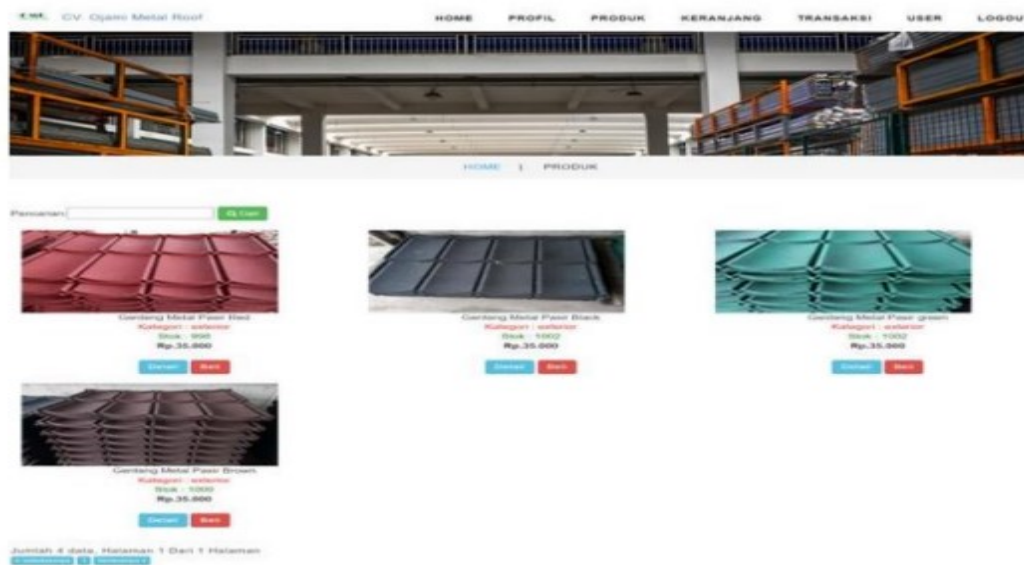 CV. Ojaini Metal Roof
HOME PROFIL PRODUK KERANJANG TRANSAKSI USER LOGOU
HOME | PRODUK
Pencarian Cari
Genteng Metal Pasir Red
Kategori : exterior
Stok : 998
Rp.35.000
Detail Beli
Genteng Metal Pasir Black
Kategori : exterior
Stok : 1002
Rp.35.000
Detail Beli
Genteng Metal Pasir green
Kategori : exterior
Stok : 1002
Rp.35.000
Detail Beli
Genteng Metal Pasir Brown
Kategori : exterior
Stok : 1000
Rp.35.000
Detail Beli
Jumlah 4 data, Halaman 1 Dari 1 Halaman